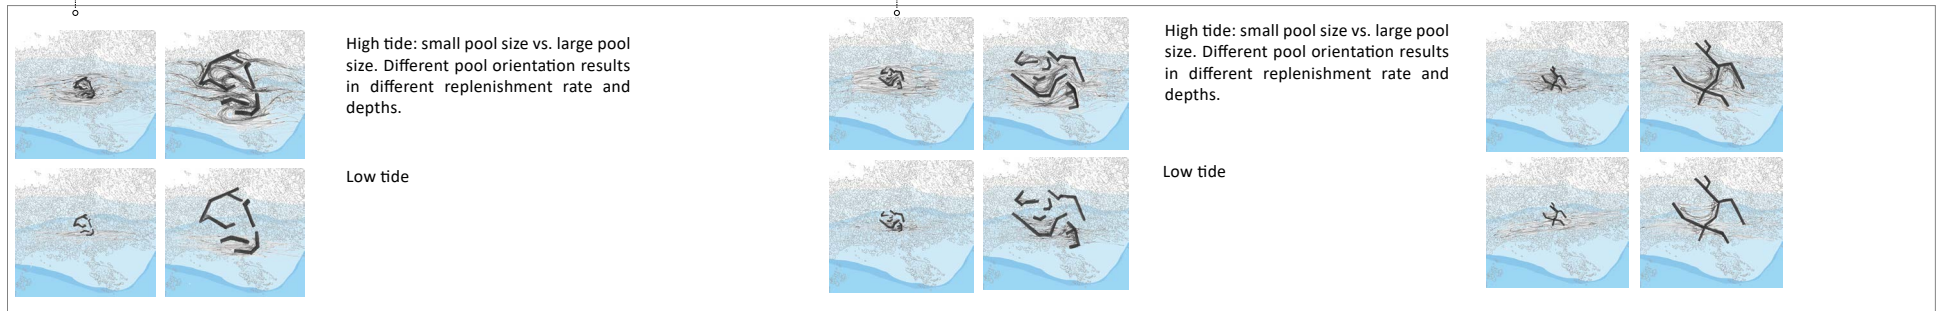 High tide: small pool size vs. large pool
size. Different pool orientation results
in different replenishment rate and
depths.
Low tide
High tide: small pool size vs. large pool
size. Different pool orientation results
in different replenishment rate and
depths.
Low tide